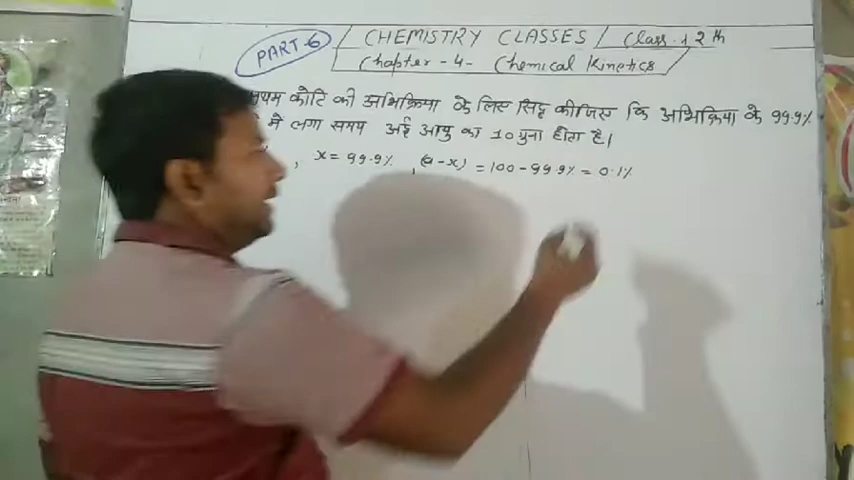 PART-6 CHEMISTRY CLASSES Class-12th
Chapter-4- Chemical Kinetics
प्रथम कोटि की अभिक्रिया के लिए सिद्ध कीजिए कि अभिक्रिया के 99.9%
में लगा समय अर्द्ध आयु का 10 गुना होता है।
, x = 99.9% , (a-x) = 100-99.9% = 0.1%